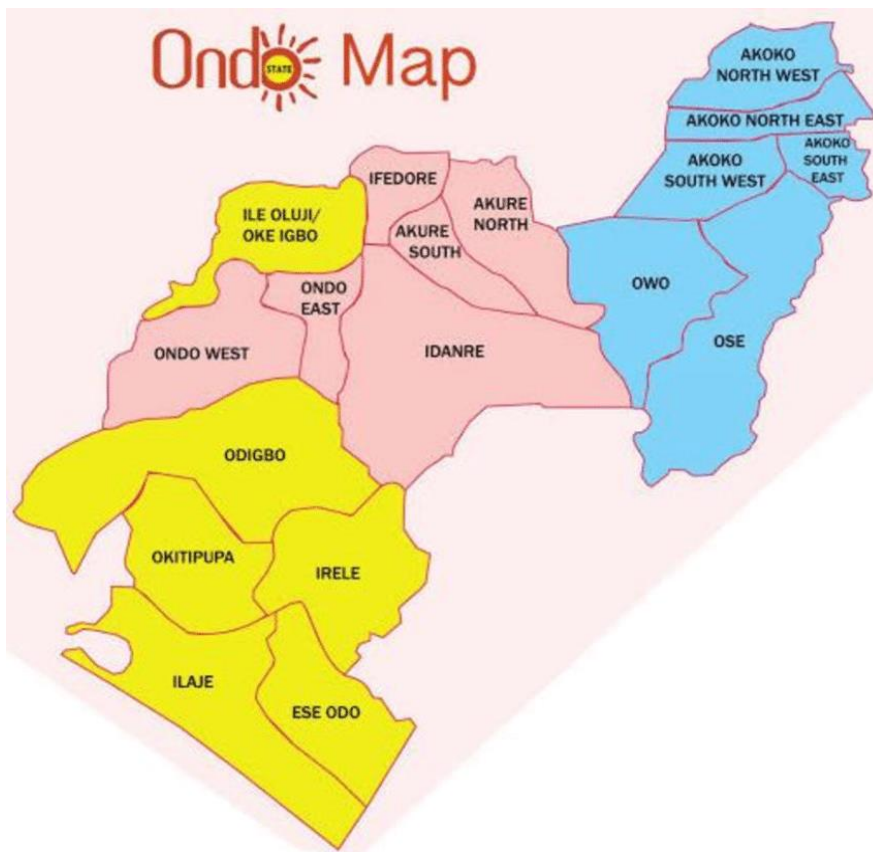 Ondo Map
STATE
AKOKO
NORTH WEST
AKOKO NORTH EAST
AKOKO
SOUTH WEST
AKOKO
SOUTH
EAST
IFEDORE
AKURE
NORTH
AKURE
SOUTH
ILE OLUJI/
OKE IGBO
ONDO
EAST
OWO
OSE
ONDO WEST
IDANRE
ODIGBO
OKITIPUPA
IRELE
ILAJE
ESE ODO